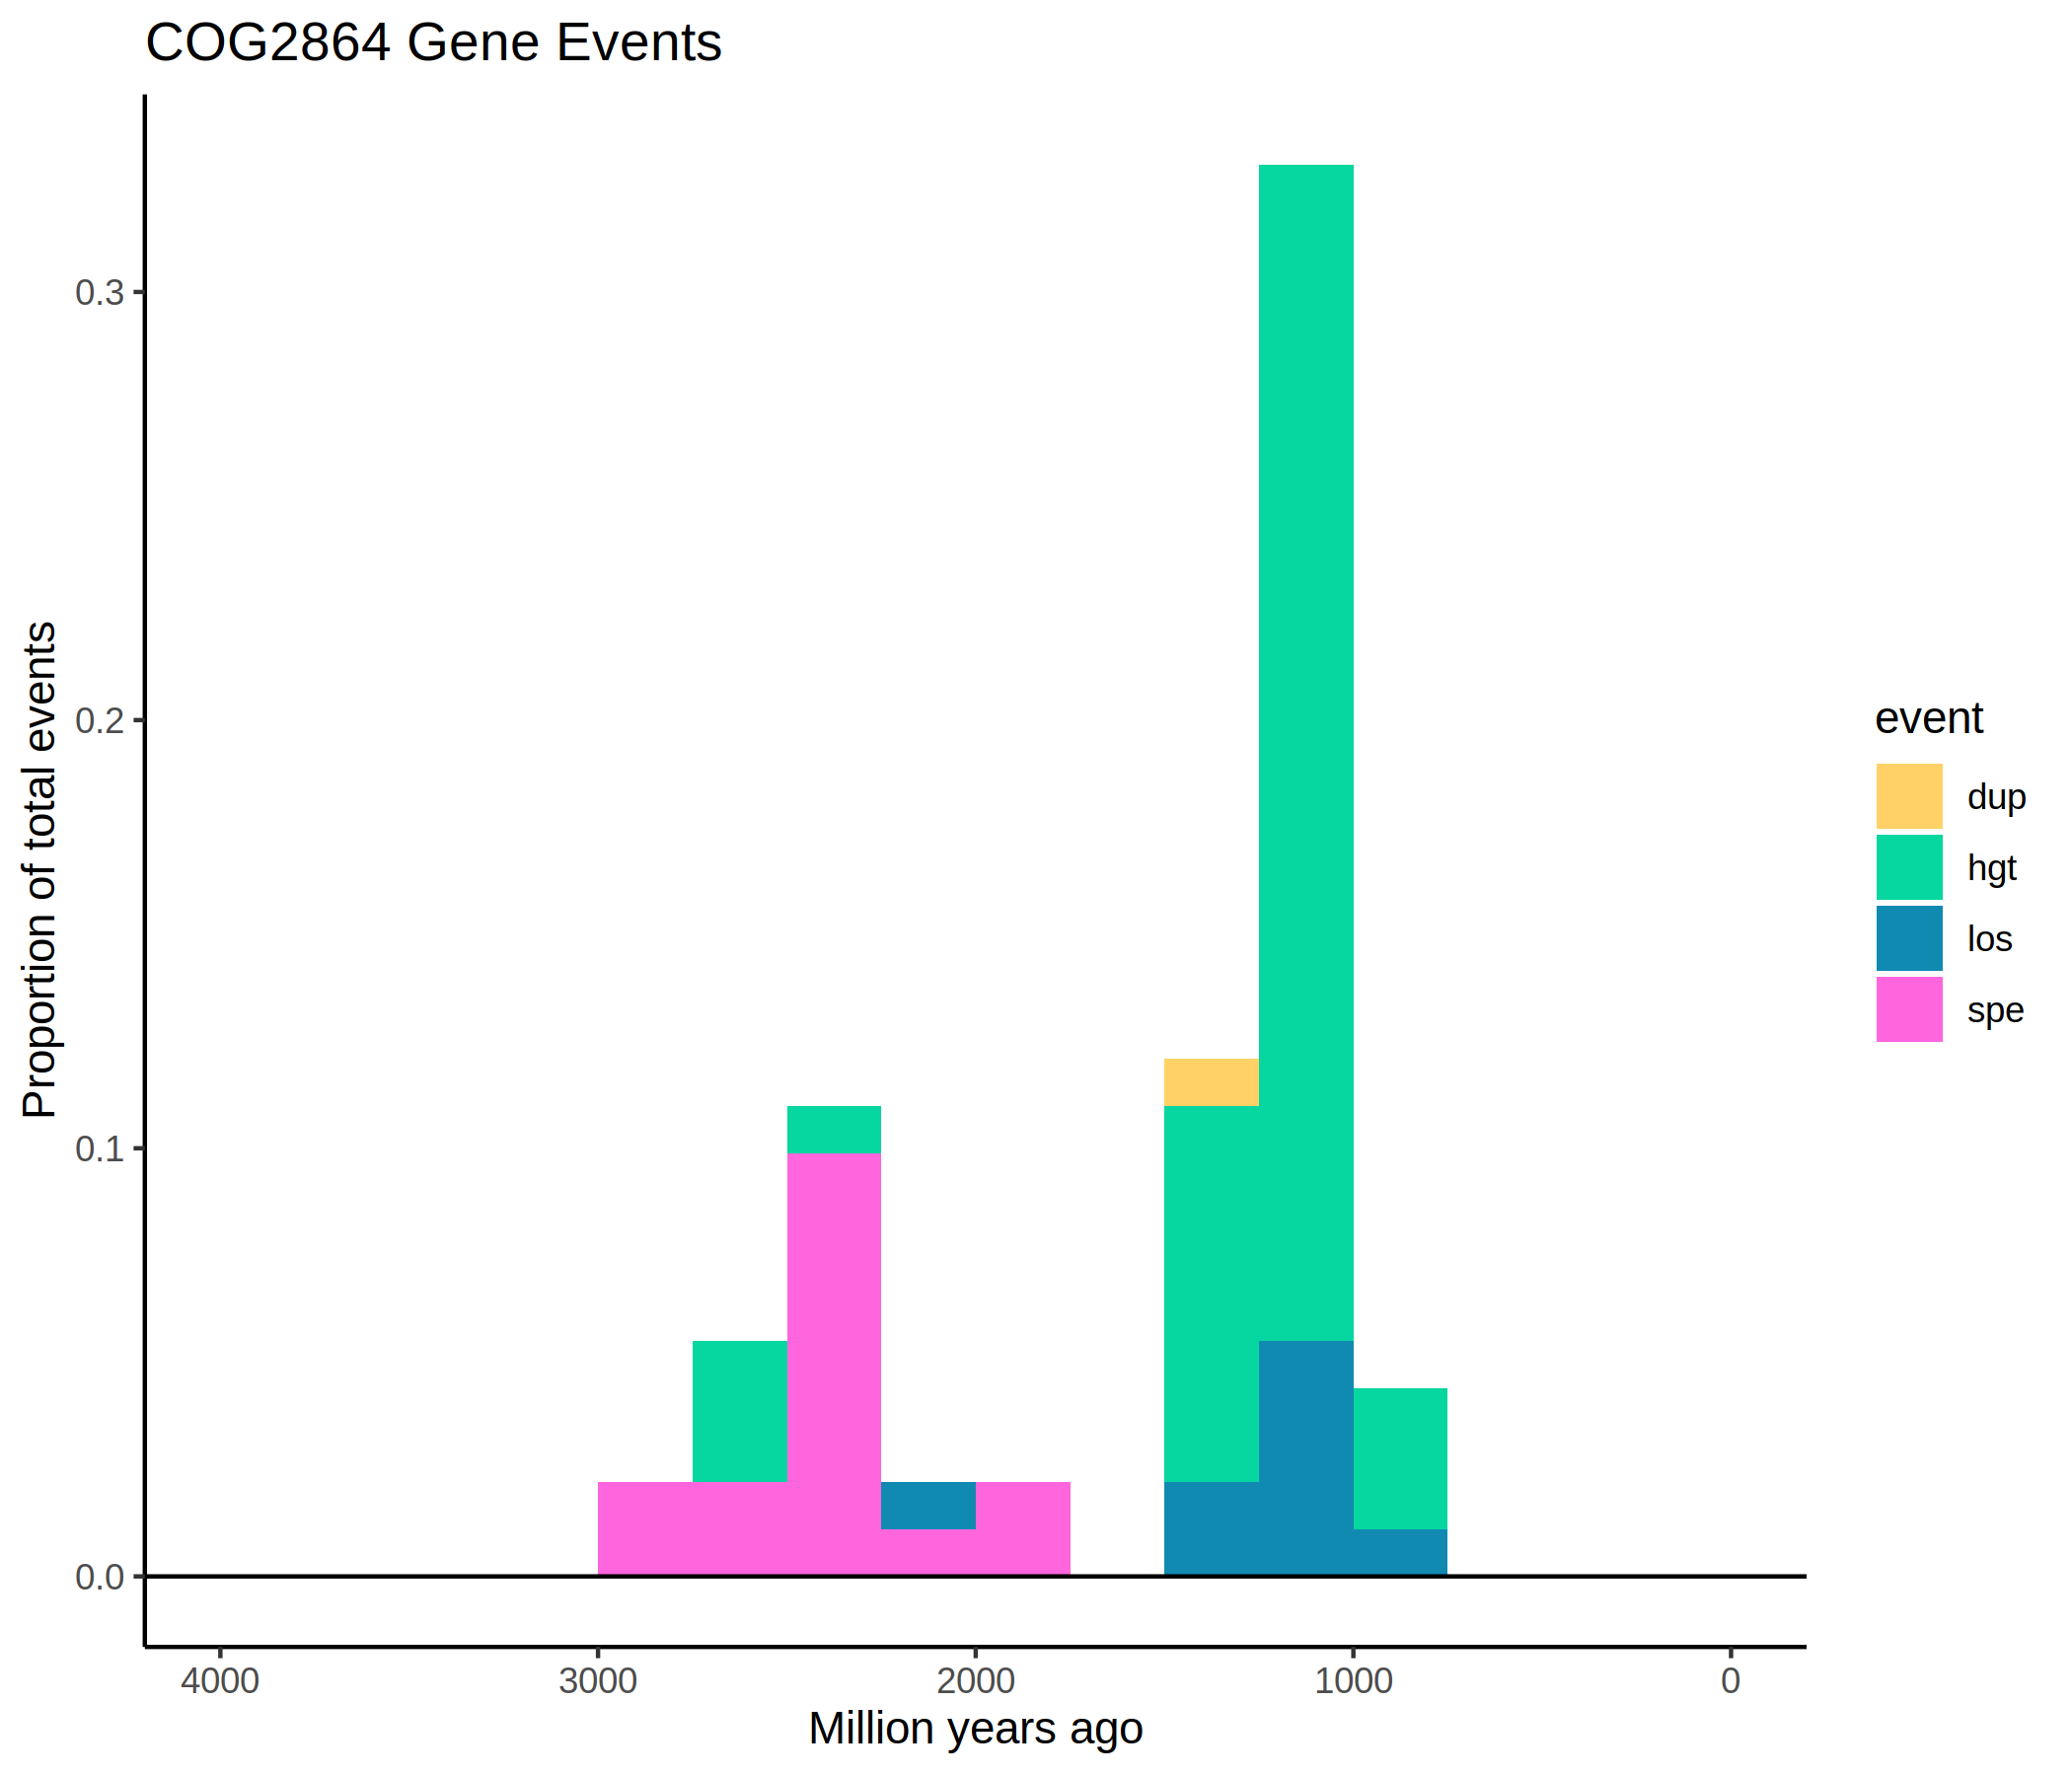 COG2864 Gene Events
Proportion of total events
0.3
0.2
0.1
0.0
4000 3000 2000 1000 0
Million years ago
event
dup
hgt
los
spe